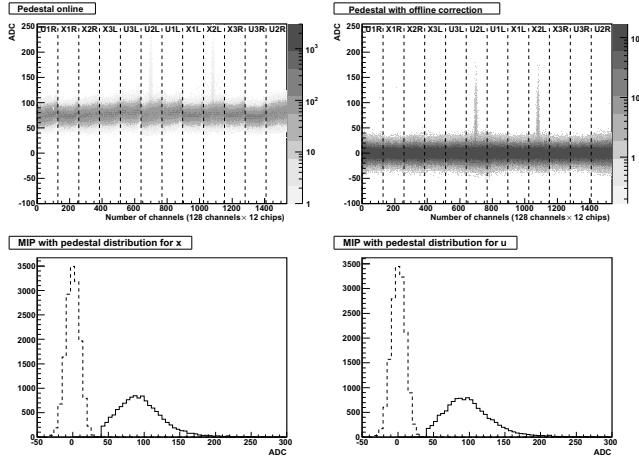 Pedestal online
ADC
U1R X1R X2R X3L U3L U2L U1L X1L X2L X3R U3R U2R
250
200
150
100
50
0
-50
-100
0 200 400 600 800 1000 1200 1400
Number of channels (128 channels× 12 chips)
10³
10²
10
1
Pedestal with offline correction
ADC
U1R X1R X2R X3L U3L U2L U1L X1L X2L X3R U3R U2R
250
200
150
100
50
0
-50
-100
0 200 400 600 800 1000 1200 1400
Number of channels (128 channels× 12 chips)
10
10
1
MIP with pedestal distribution for x
3500
3000
2500
2000
1500
1000
500
0
-50 0 50 100 150 200 250 300
ADC
MIP with pedestal distribution for u
3500
3000
2500
2000
1500
1000
500
0
-50 0 50 100 150 200 250 300
ADC